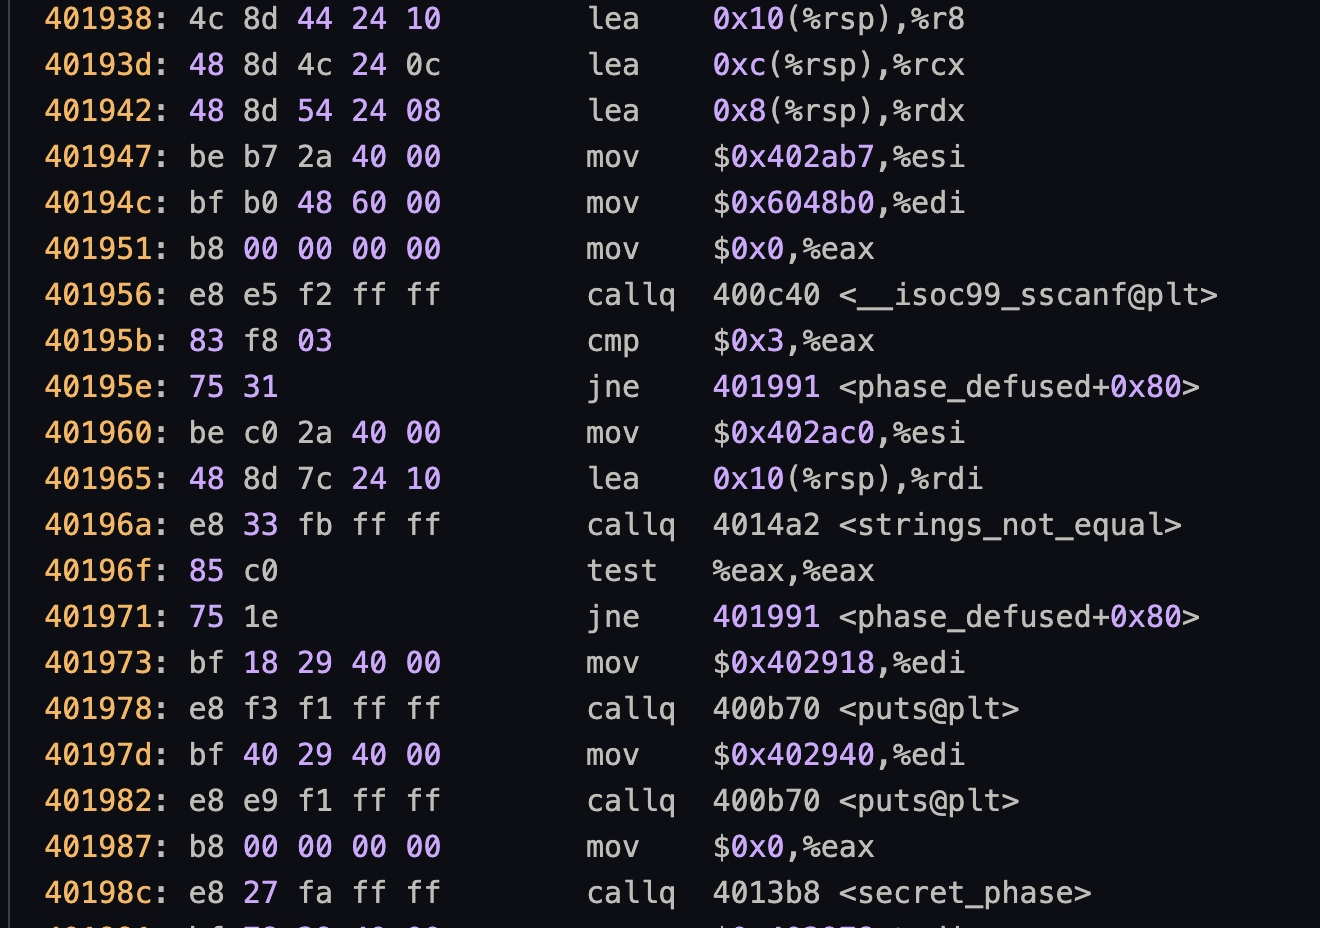 401938: 4c 8d 44 24 10 lea 0x10(%rsp),%r8
40193d: 48 8d 4c 24 0c lea 0xc(%rsp),%rcx
401942: 48 8d 54 24 08 lea 0x8(%rsp),%rdx
401947: be b7 2a 40 00 mov $0x402ab7,%esi
40194c: bf b0 48 60 00 mov $0x6048b0,%edi
401951: b8 00 00 00 00 mov $0x0,%eax
401956: e8 e5 f2 ff ff callq 400c40 <__isoc99_sscanf@plt>
40195b: 83 f8 03 cmp $0x3,%eax
40195e: 75 31 jne 401991 <phase_defused+0x80>
401960: be c0 2a 40 00 mov $0x402ac0,%esi
401965: 48 8d 7c 24 10 lea 0x10(%rsp),%rdi
40196a: e8 33 fb ff ff callq 4014a2 <strings_not_equal>
40196f: 85 c0 test %eax,%eax
401971: 75 1e jne 401991 <phase_defused+0x80>
401973: bf 18 29 40 00 mov $0x402918,%edi
401978: e8 f3 f1 ff ff callq 400b70 <puts@plt>
40197d: bf 40 29 40 00 mov $0x402940,%edi
401982: e8 e9 f1 ff ff callq 400b70 <puts@plt>
401987: b8 00 00 00 00 mov $0x0,%eax
40198c: e8 27 fa ff ff callq 4013b8 <secret_phase>